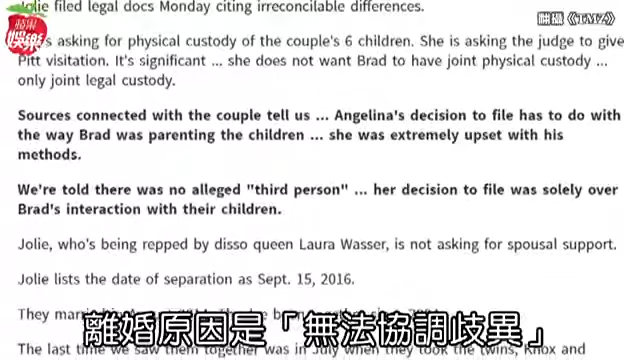 蘋果娛樂
翻攝《TMZ》
Jolie filed legal docs Monday citing irreconcilable differences.
asking for physical custody of the couple's 6 children. She is asking the judge to give
Pitt visitation. It's significant ... she does not want Brad to have joint physical custody ...
only joint legal custody.
Sources connected with the couple tell us ... Angelina's decision to file has to do with
the way Brad was parenting the children ... she was extremely upset with his
methods.
We're told there was no alleged "third person" ... her decision to file was solely over
Brad's interaction with their children.
Jolie, who's being repped by disso queen Laura Wasser, is not asking for spousal support.
Jolie lists the date of separation as Sept. 15, 2016.
They
離婚原因是「無法協調歧異」
The last time we saw them together was in July when they took the twins, Knox and